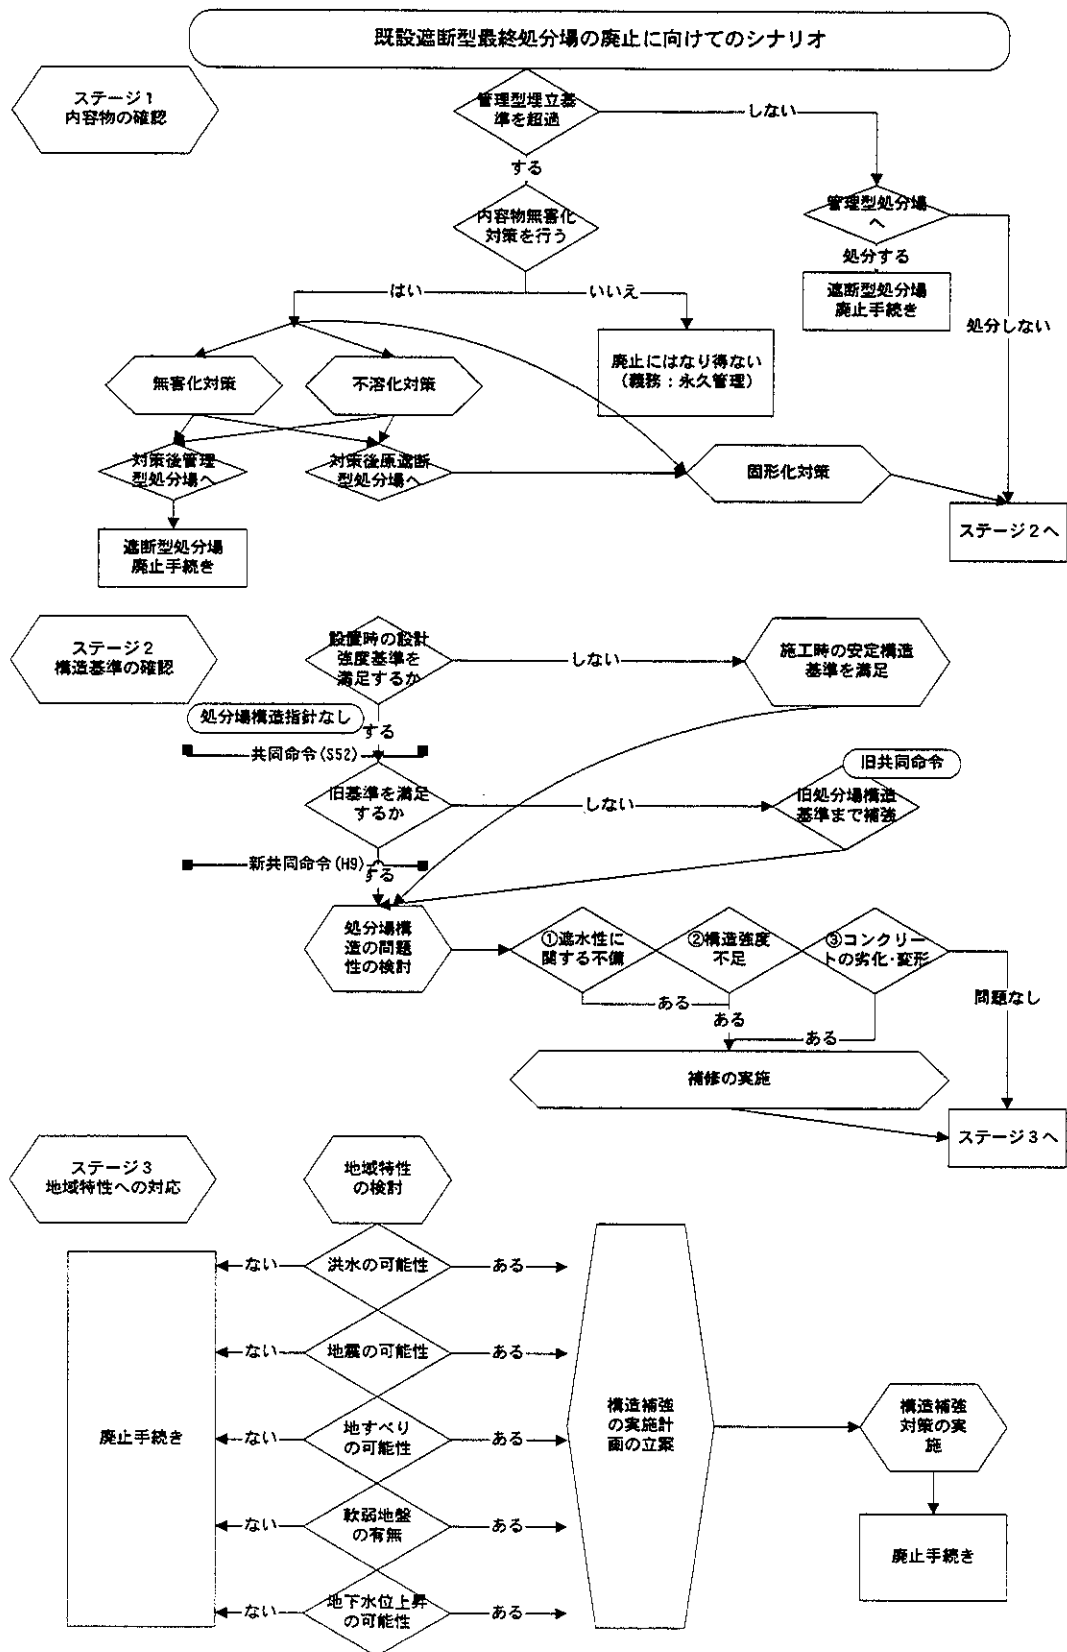 既設遮断型最終処分場の廃止に向けてのシナリオ
ステージ1
内容物の確認
管理型埋立基
準を超過
しない
する
内容物無害化
対策を行う
管理型処分場
へ
処分する
遮断型処分場
廃止手続き
処分しない
はい
いいえ
廃止にはなり得ない
(義務：永久管理)
無害化対策
不溶化対策
対策後管理
型処分場へ
対策後原遮断
型処分場へ
固形化対策
遮断型処分場
廃止手続き
ステージ2へ
ステージ2
構造基準の確認
設置時の設計
強度基準を
満足するか
しない
施工時の安定構造
基準を満足
処分場構造指針なし
する
共同命令(S52)
旧共同命令
旧基準を満足
するか
しない
旧処分場構造
基準まで補強
新共同命令(H9)
する
処分場構
造の問題
性の検討
①遮水性に
関する不備
②構造強度
不足
③コンクリー
トの劣化・変形
ある
ある
ある
問題なし
補修の実施
ステージ3へ
ステージ3
地域特性への対応
地域特性
の検討
ない
洪水の可能性
ある
ない
地震の可能性
ある
廃止手続き
ない
地すべり
の可能性
ある
構造補強
の実施計
画の立案
構造補強
対策の実
施
ない
軟弱地盤
の有無
ある
廃止手続き
ない
地下水位上昇
の可能性
ある